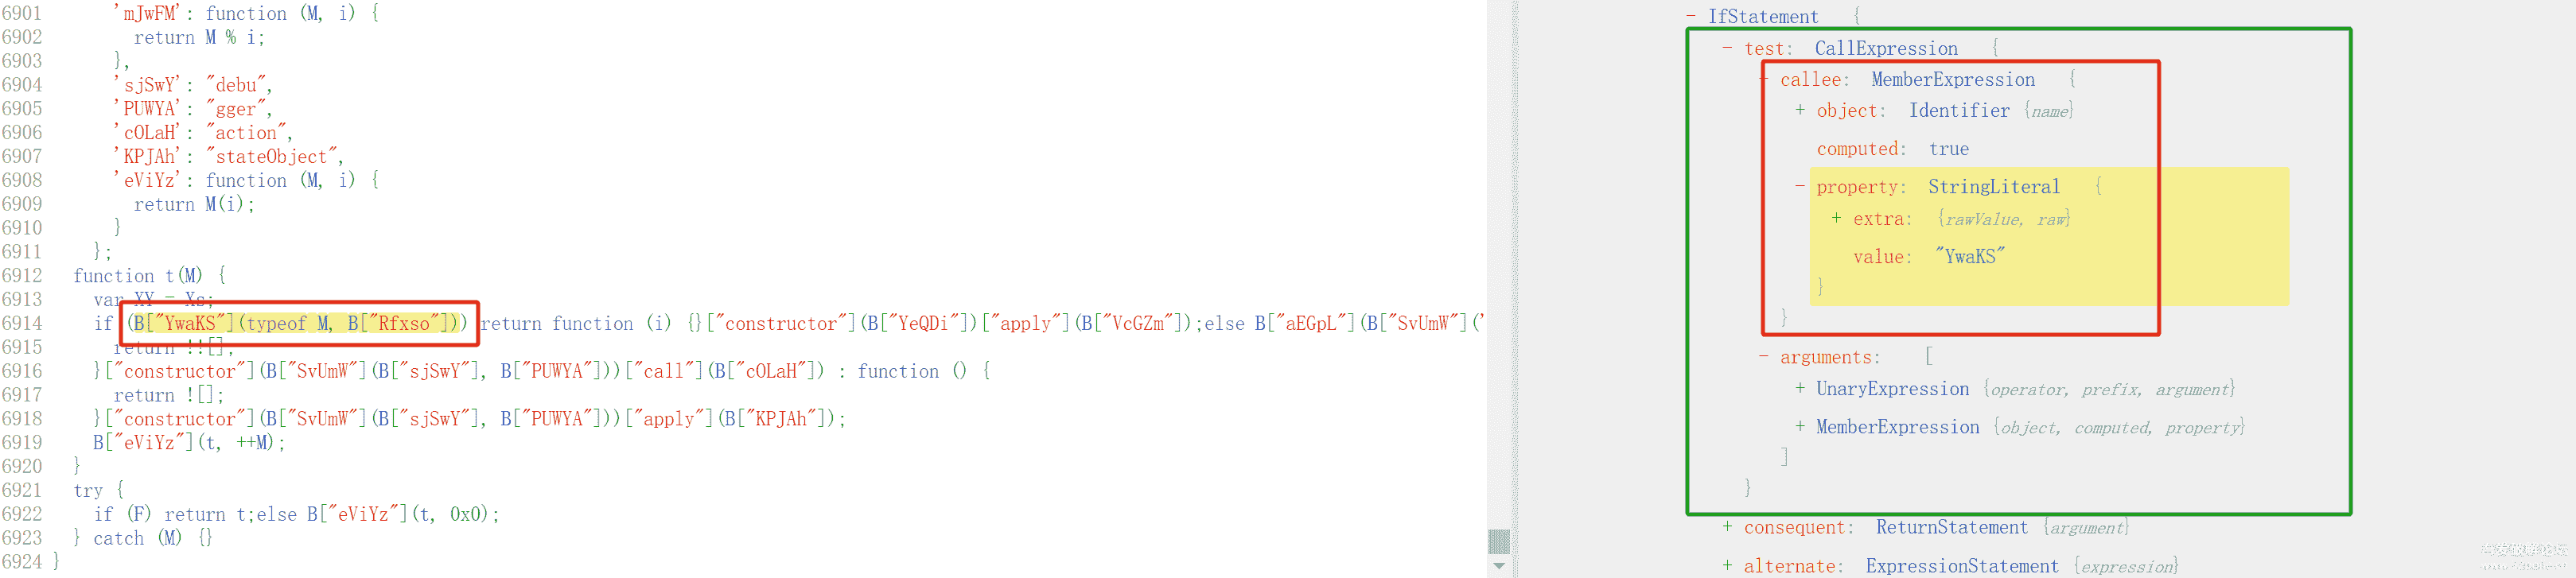 6901 'mJwFM': function (M, i) {
6902 return M % i;
6903 },
6904 'sjSwY': "debu",
6905 'PUWYA': "gger",
6906 'cOLaH': "action",
6907 'KPJAh': "stateObject",
6908 'eViYz': function (M, i) {
6909 return M(i);
6910 }
6911 };
6912 function t(M) {
6913 var XY = Xs;
6914 if (B["YwaKS"](typeof M, B["Rfxso"])) return function (i) {}["constructor"](B["YeQDi"])["apply"](B["VcGZm"]);else B["aEGpL"](B["SvUmW"]('
6915 return !![];
6916 }["constructor"](B["SvUmW"](B["sjSwY"], B["PUWYA"]))["call"](B["cOLaH"]) : function () {
6917 return ![];
6918 }["constructor"](B["SvUmW"](B["sjSwY"], B["PUWYA"]))["apply"](B["KPJAh"]);
6919 B["eViYz"](t, ++M);
6920 }
6921 try {
6922 if (F) return t;else B["eViYz"](t, 0x0);
6923 } catch (M) {}
6924 }
- IfStatement {
- test: CallExpression {
- callee: MemberExpression {
+ object: Identifier {name}
computed: true
- property: StringLiteral {
+ extra: {rawValue, raw}
value: "YwaKS"
}
}
- arguments: [
+ UnaryExpression {operator, prefix, argument}
+ MemberExpression {object, computed, property}
]
}
+ consequent: ReturnStatement {argument}
+ alternate: ExpressionStatement {expression}